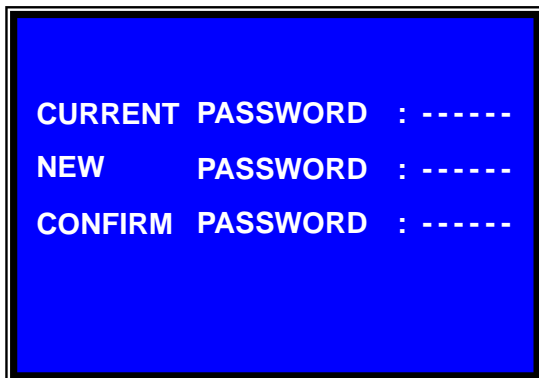 CURRENT PASSWORD : ------
NEW PASSWORD : ------
CONFIRM PASSWORD : ------